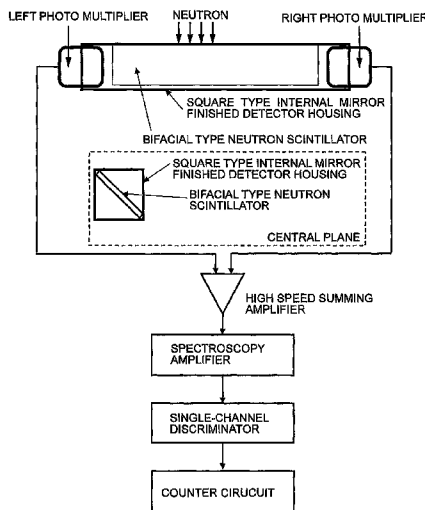 LEFT PHOTO MULTIPLIER
NEUTRON
RIGHT PHOTO MULTIPLIER
SQUARE TYPE INTERNAL MIRROR
FINISHED DETECTOR HOUSING
BIFACIAL TYPE NEUTRON SCINTILLATOR
SQUARE TYPE INTERNAL MIRROR
FINISHED DETECTOR HOUSING
BIFACIAL TYPE NEUTRON
SCINTILLATOR
CENTRAL PLANE
HIGH SPEED SUMMING
AMPLIFIER
SPECTROSCOPY
AMPLIFIER
SINGLE-CHANNEL
DISCRIMINATOR
COUNTER CIRUCUIT